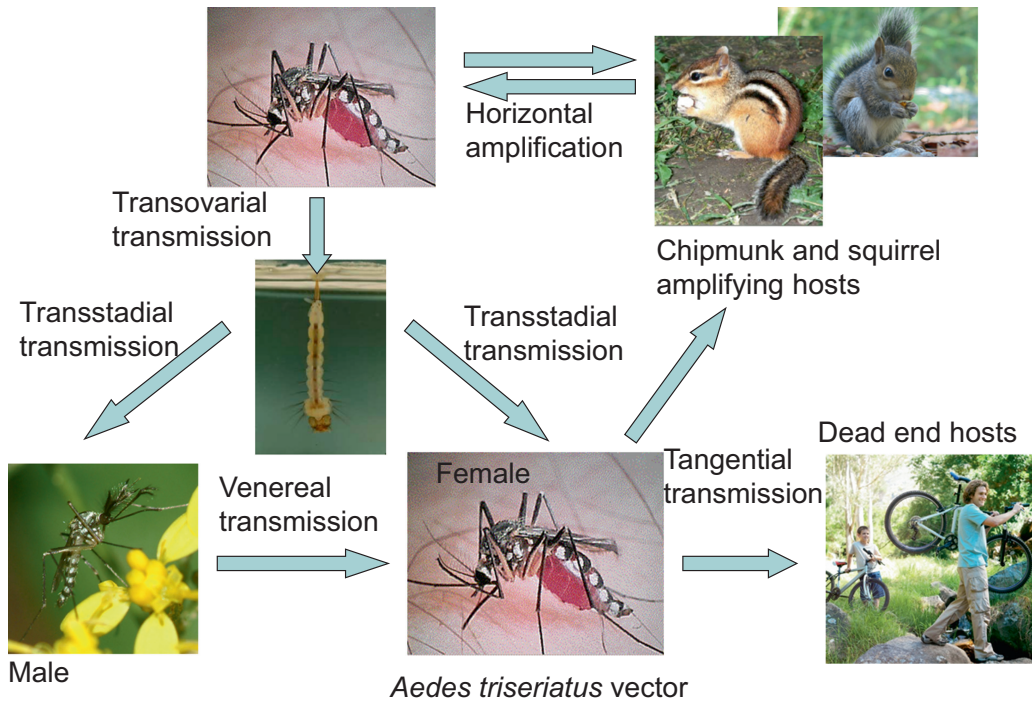 Horizontal
amplification
Transovarial
transmission
Chipmunk and squirrel
amplifying hosts
Transstadial
transmission
Transstadial
transmission
Dead end hosts
Female
Tangential
transmission
Venereal
transmission
Male
Aedes triseriatus vector